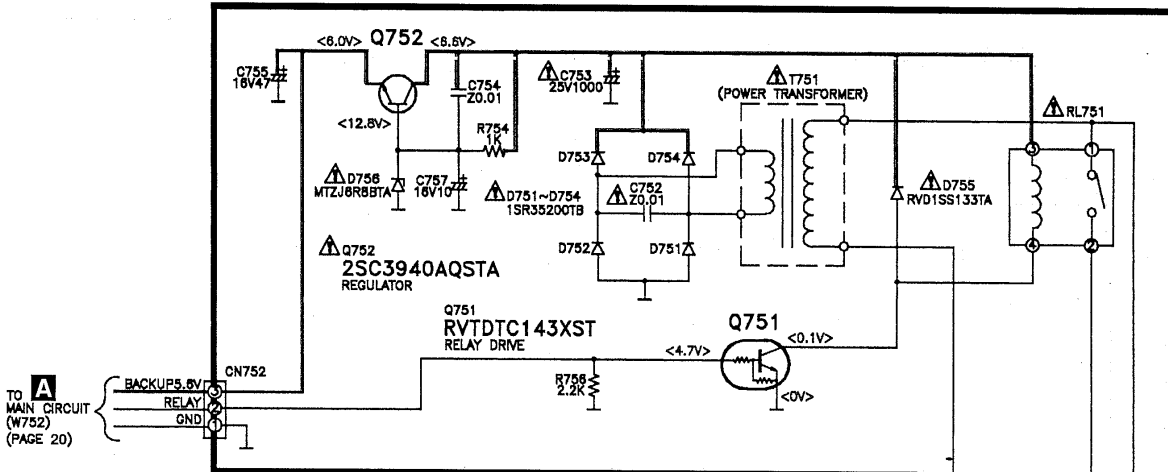 <6.0V>
Q752
<6.6V>
C755
16V47
C754
Z0.01
C753
25V1000
T751
(POWER TRANSFORMER)
RL751
<12.8V>
R754
1K
D753
D754
3
1
D756
MTZJ6R8BTA
C757
16V10
D751~D754
1SR35200TB
C752
Z0.01
D755
RVD1SS133TA
D752
D751
4
2
Q752
2SC3940AQSTA
REGULATOR
Q751
RVTDTC143XST
RELAY DRIVE
Q751
<0.1V>
<4.7V>
R756
2.2K
<0V>
CN752
TO A
MAIN CIRCUIT
(W752)
(PAGE 20)
BACKUP5.6V 3
RELAY 2
GND 1